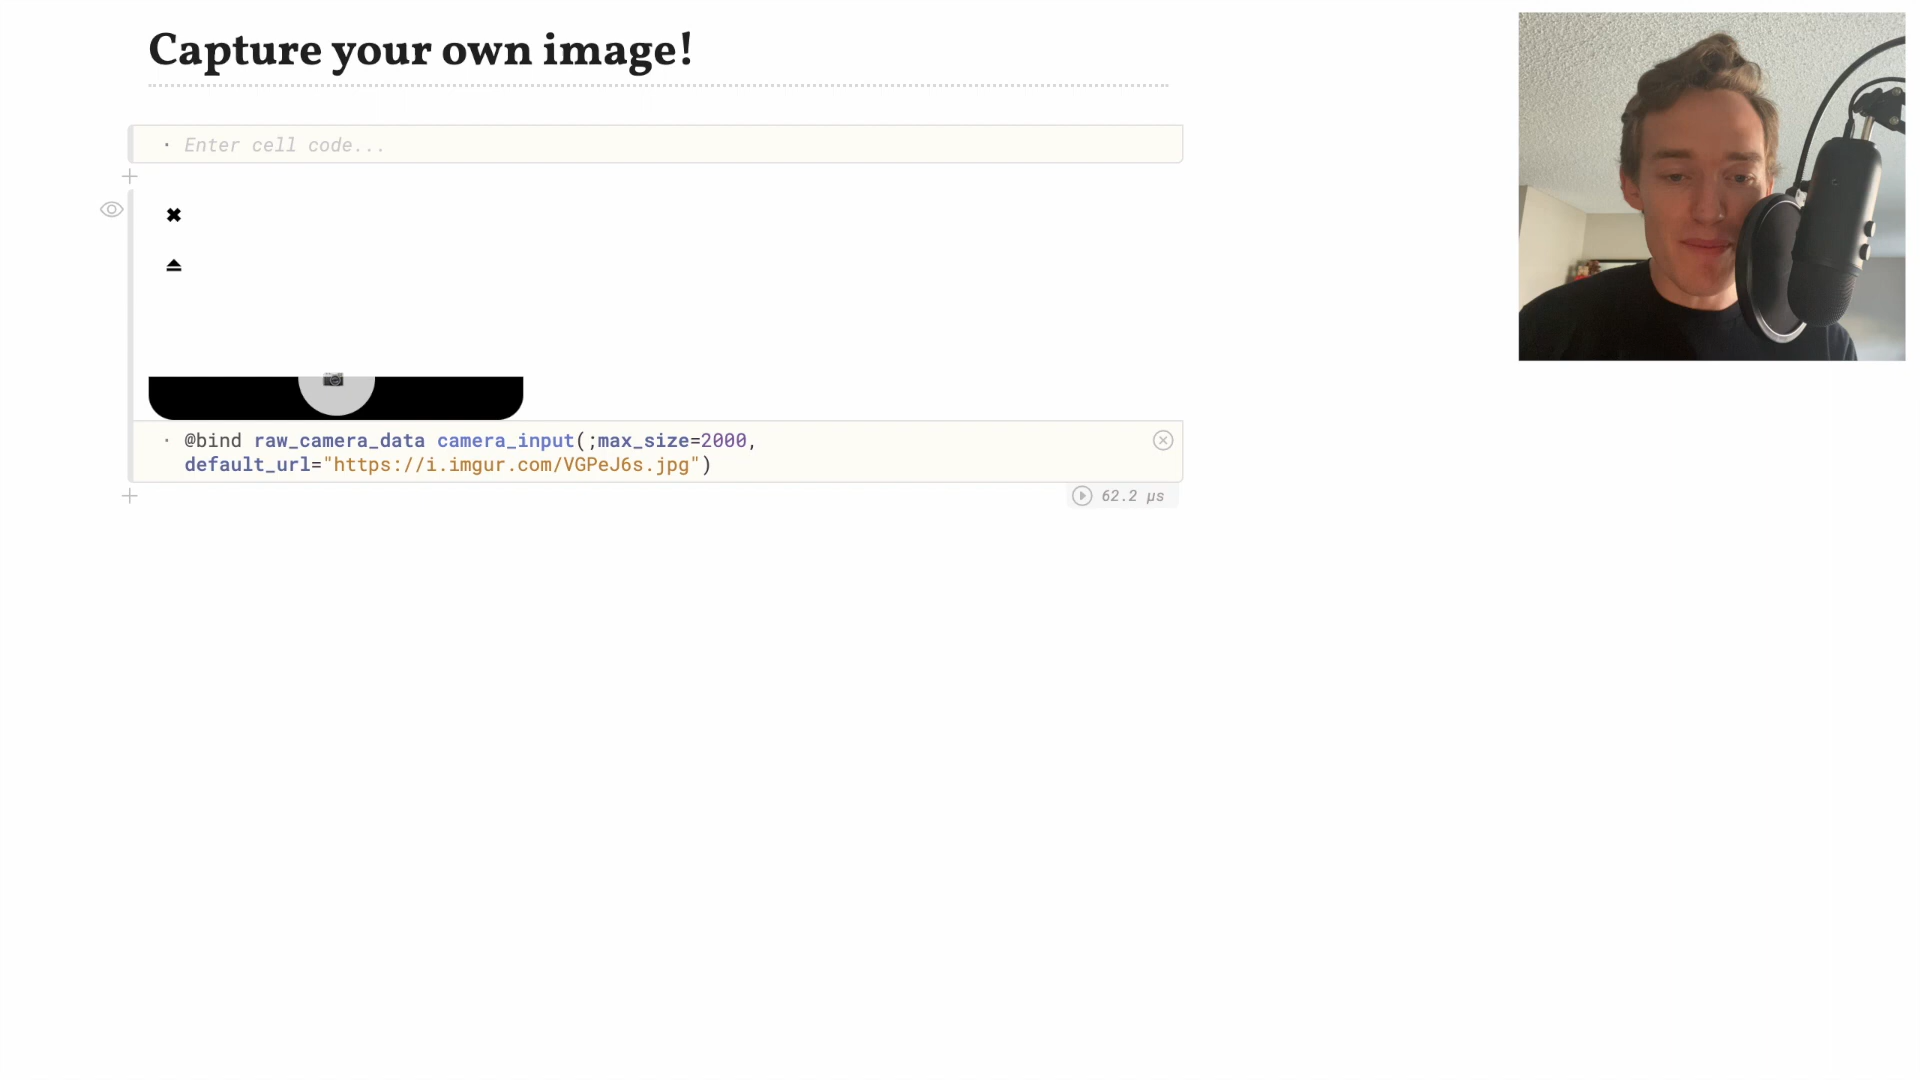 Capture your own image!
Enter cell code...
@bind raw_camera_data camera_input(;max_size=2000,
default_url="https://i.imgur.com/VGPeJ6s.jpg")
62.2 μs